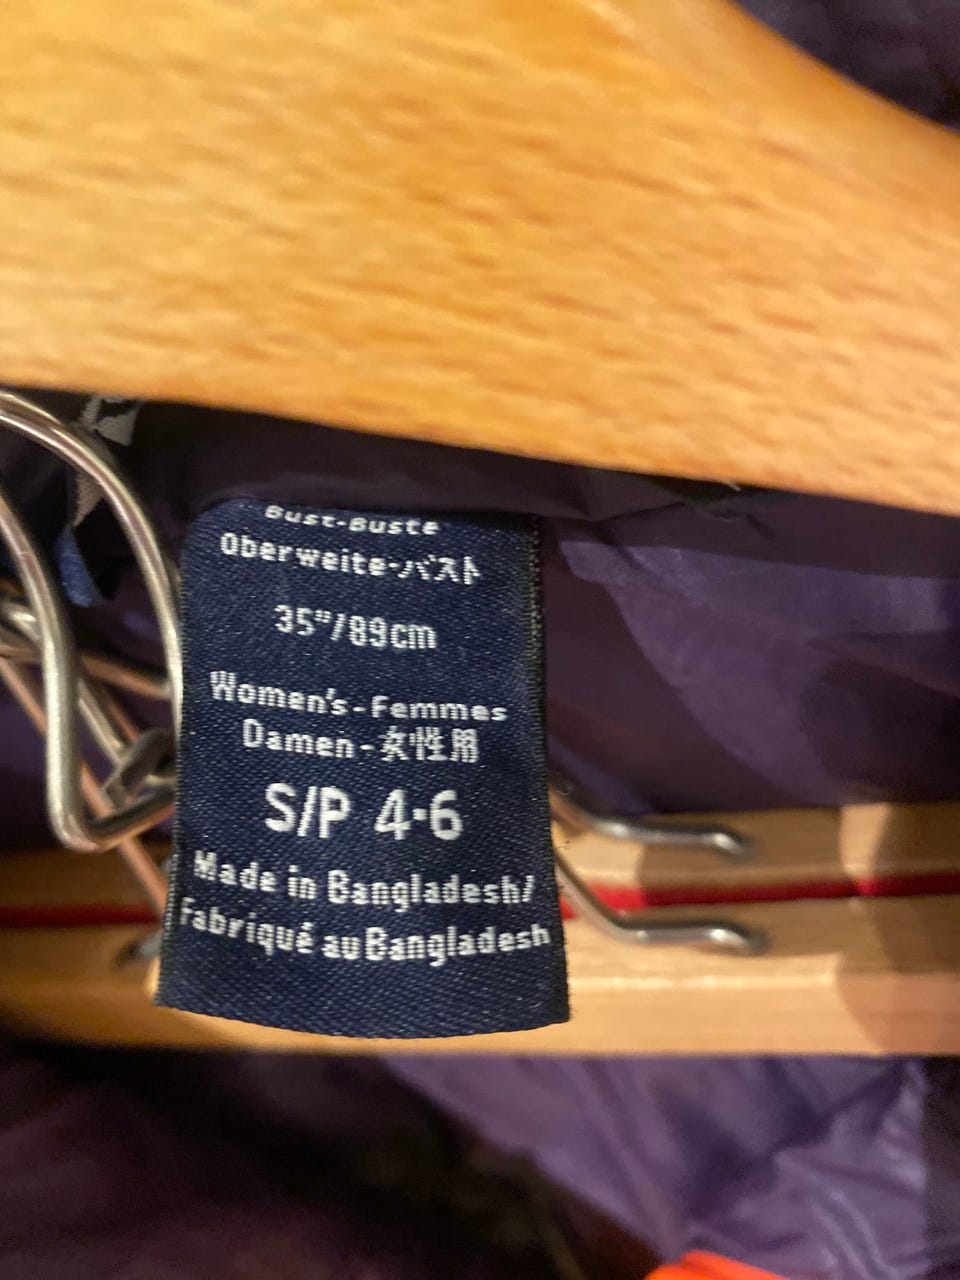 Bust-Buste
Oberweite-バスト
35"/89cm
Women's-Femmes
Damen-女性用
S/P 4·6
Made in Bangladesh/
Fabriqué au Bangladesh